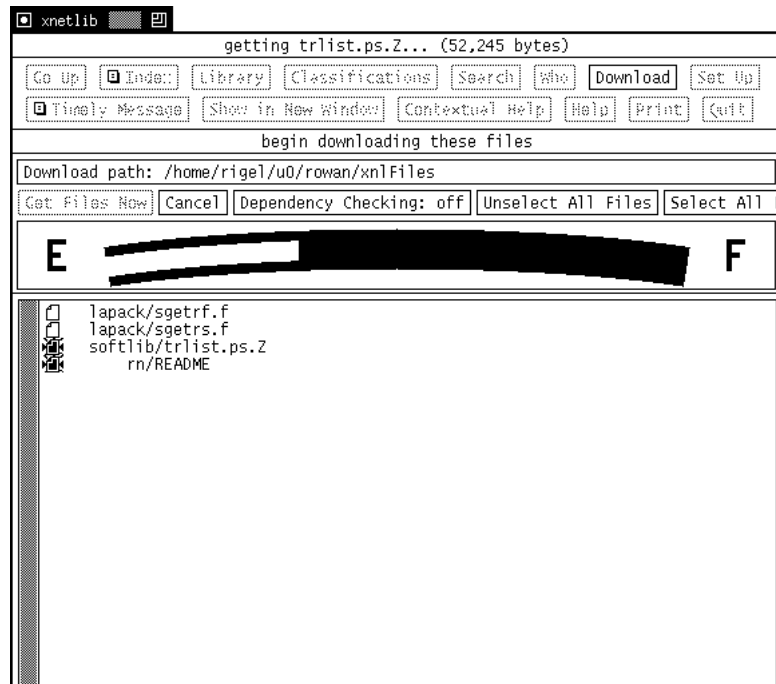 xnetlib
getting trlist.ps.Z... (52,245 bytes)
Go Up Index Library Classifications Search Who Download Set Up
Timely Message Show in New Window Contextual Help Help Print Quit
begin downloading these files
Download path: /home/rigel/u0/rowan/xnlFiles
Get Files Now Cancel Dependency Checking: off Unselect All Files Select All
E F
lapack/sgetrf.f
lapack/sgetrs.f
softlib/trlist.ps.Z
rn/README